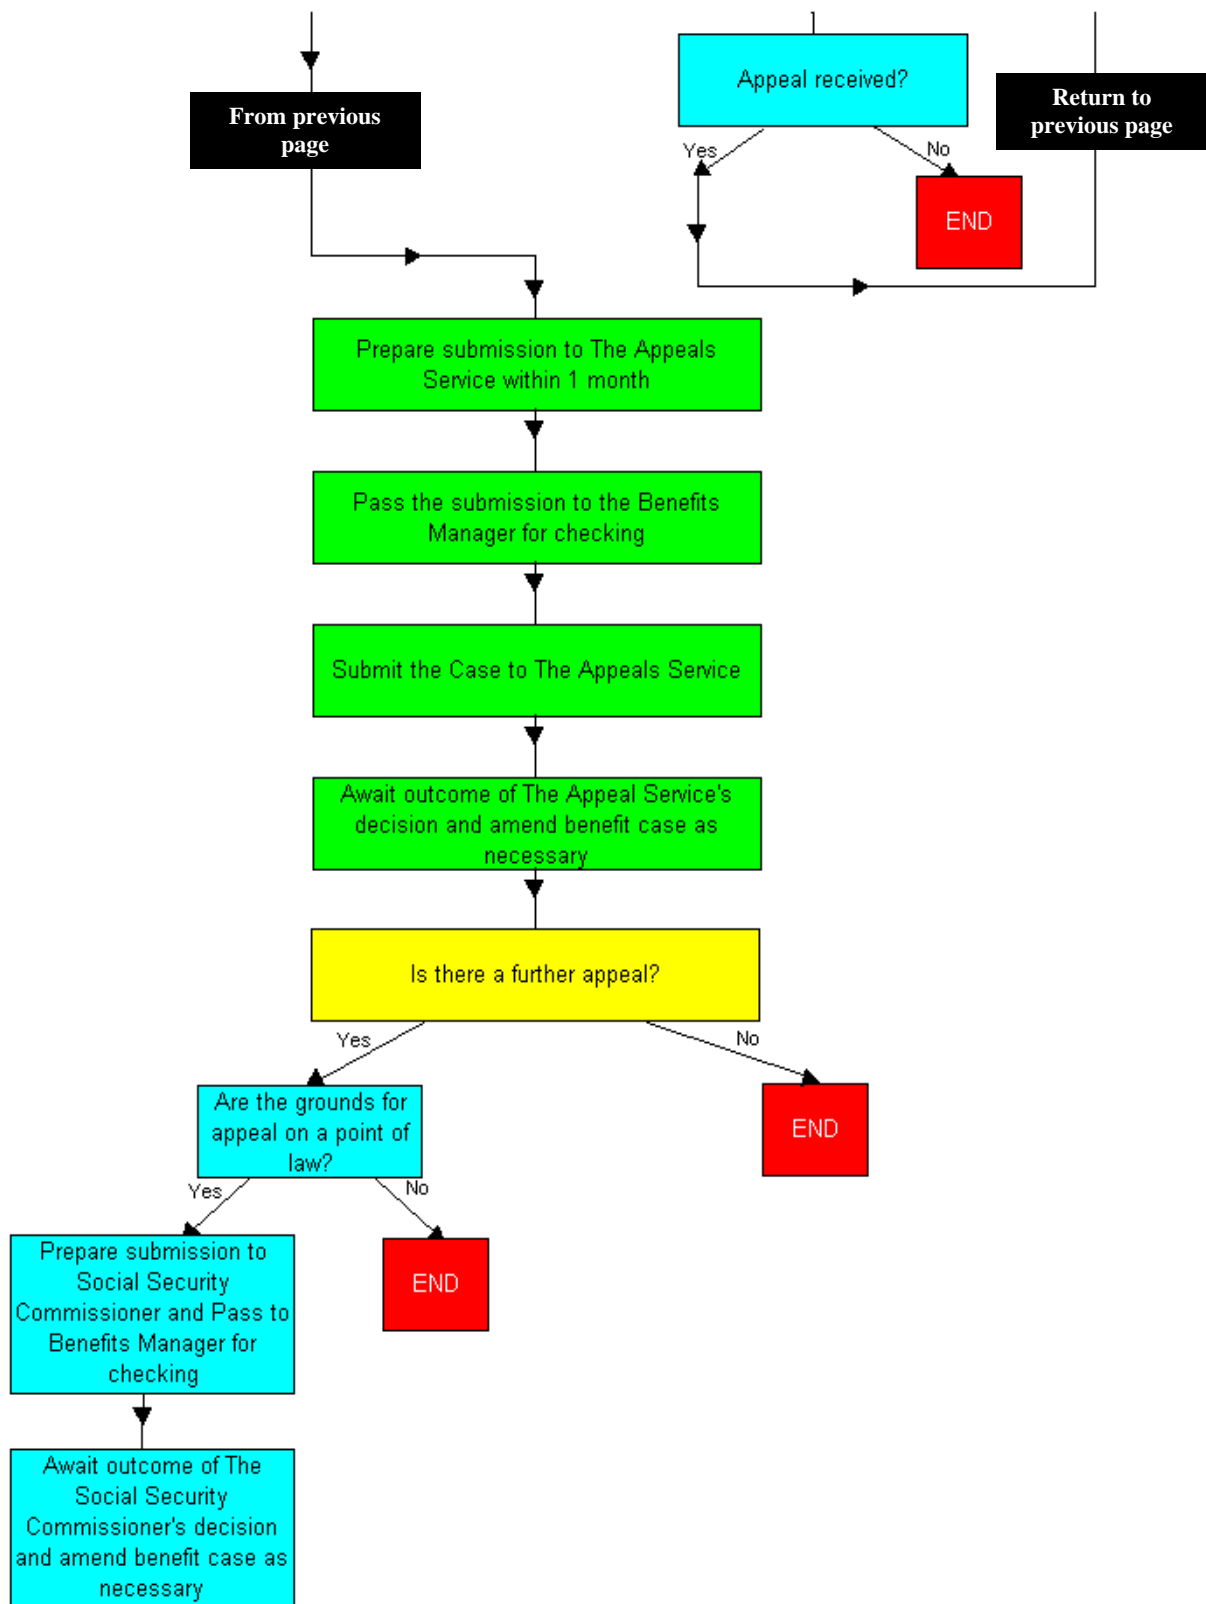 From previous
page
Appeal received?
Return to
previous page
Yes
No
END
Prepare submission to The Appeals
Service within 1 month
Pass the submission to the Benefits
Manager for checking
Submit the Case to The Appeals Service
Await outcome of The Appeal Service's
decision and amend benefit case as
necessary
Is there a further appeal?
Yes
No
Are the grounds for
appeal on a point of
law?
END
Yes
No
Prepare submission to
Social Security
Commissioner and Pass to
Benefits Manager for
checking
END
Await outcome of The
Social Security
Commissioner's decision
and amend benefit case as
necessary